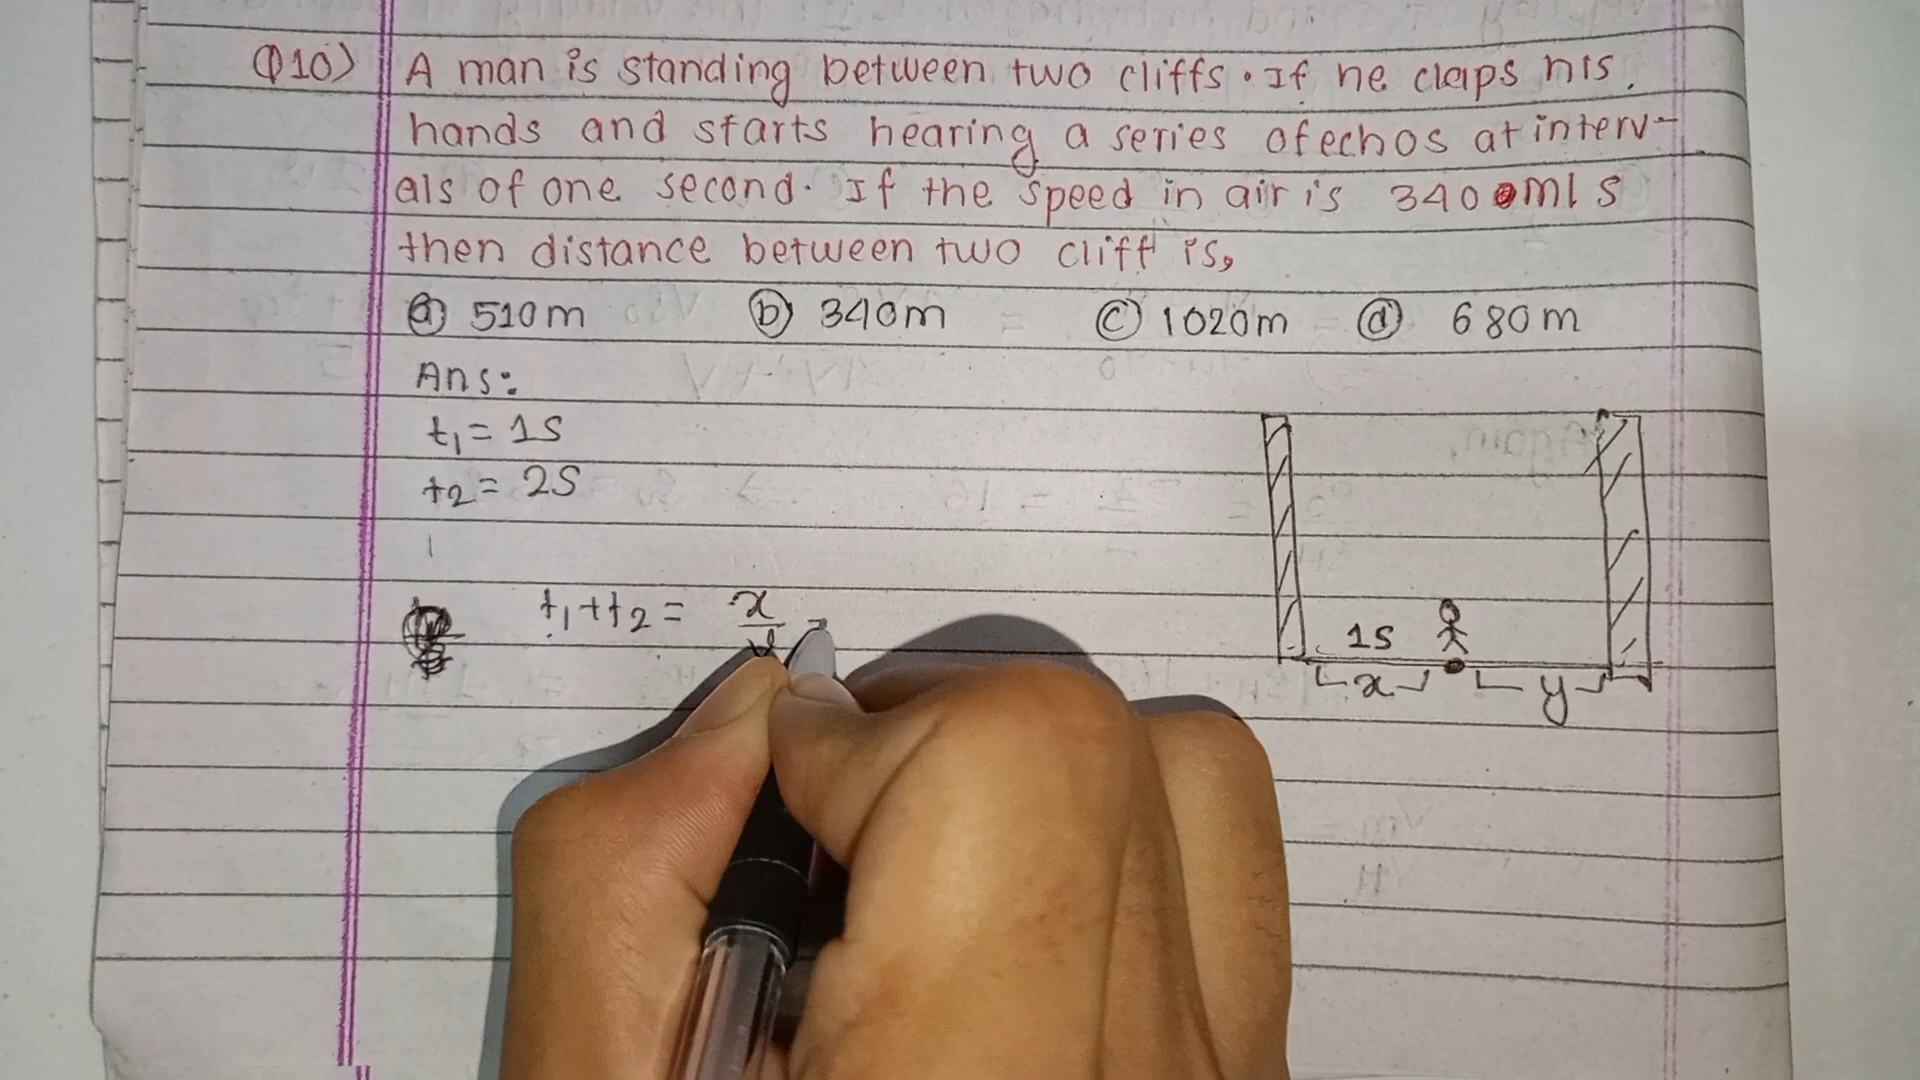 Q10) A man is standing between two cliffs. If he claps his
hands and starts hearing a series of echos at interv-
als of one second. If the speed in air is 340 m/s
then distance between two cliff is,
(a) 510m (b) 340m (c) 1020m (d) 680m
Ans:
t₁ = 1s
t₂ = 2s
t₁+t₂ = x/v
1s
x y